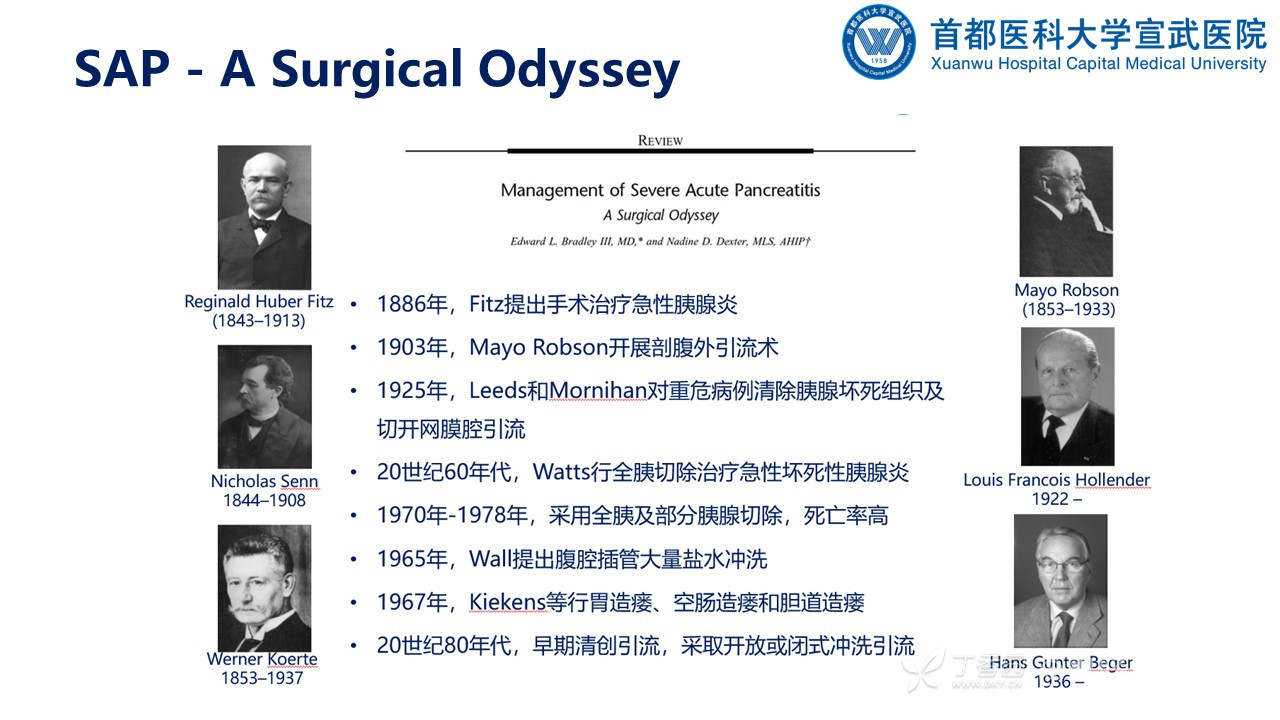 SAP - A Surgical Odyssey
首都医科大学宣武医院
Xuanwu Hospital Capital Medical University
1958
REVIEW
Management of Severe Acute Pancreatitis
A Surgical Odyssey
Edward L. Bradley III, MD,* and Nadine D. Dexter, MLS, AHIP†
Reginald Huber Fitz
(1843–1913)
Nicholas Senn
1844–1908
Werner Koerte
1853–1937
• 1886年，Fitz提出手术治疗急性胰腺炎
• 1903年，Mayo Robson开展剖腹外引流术
• 1925年，Leeds和Mornihan对重危病例清除胰腺坏死组织及
切开网膜腔引流
• 20世纪60年代，Watts行全胰切除治疗急性坏死性胰腺炎
• 1970年-1978年，采用全胰及部分胰腺切除，死亡率高
• 1965年，Wall提出腹腔插管大量盐水冲洗
• 1967年，Kiekens等行胃造瘘、空肠造瘘和胆道造瘘
• 20世纪80年代，早期清创引流，采取开放或闭式冲洗引流
Mayo Robson
(1853–1933)
Louis Francois Hollender
1922 –
Hans Gunter Beger
1936 –
丁香园
WWW.DXY.CN